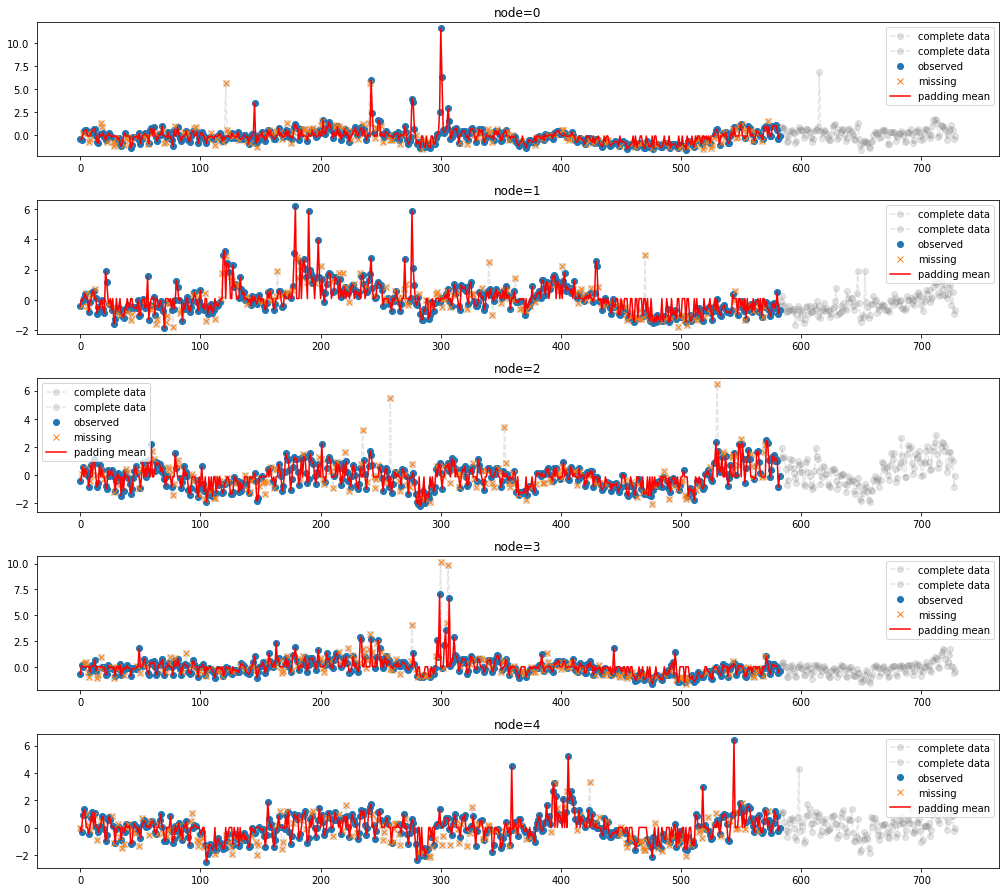 node=0
10.0
7.5
5.0
2.5
0.0
complete data
complete data
observed
missing
padding mean
0 100 200 300 400 500 600 700
node=1
6
4
2
0
−2
complete data
complete data
observed
missing
padding mean
0 100 200 300 400 500 600 700
node=2
6
4
2
0
−2
complete data
complete data
observed
missing
padding mean
0 100 200 300 400 500 600 700
node=3
10.0
7.5
5.0
2.5
0.0
complete data
complete data
observed
missing
padding mean
0 100 200 300 400 500 600 700
node=4
6
4
2
0
−2
complete data
complete data
observed
missing
padding mean
0 100 200 300 400 500 600 700